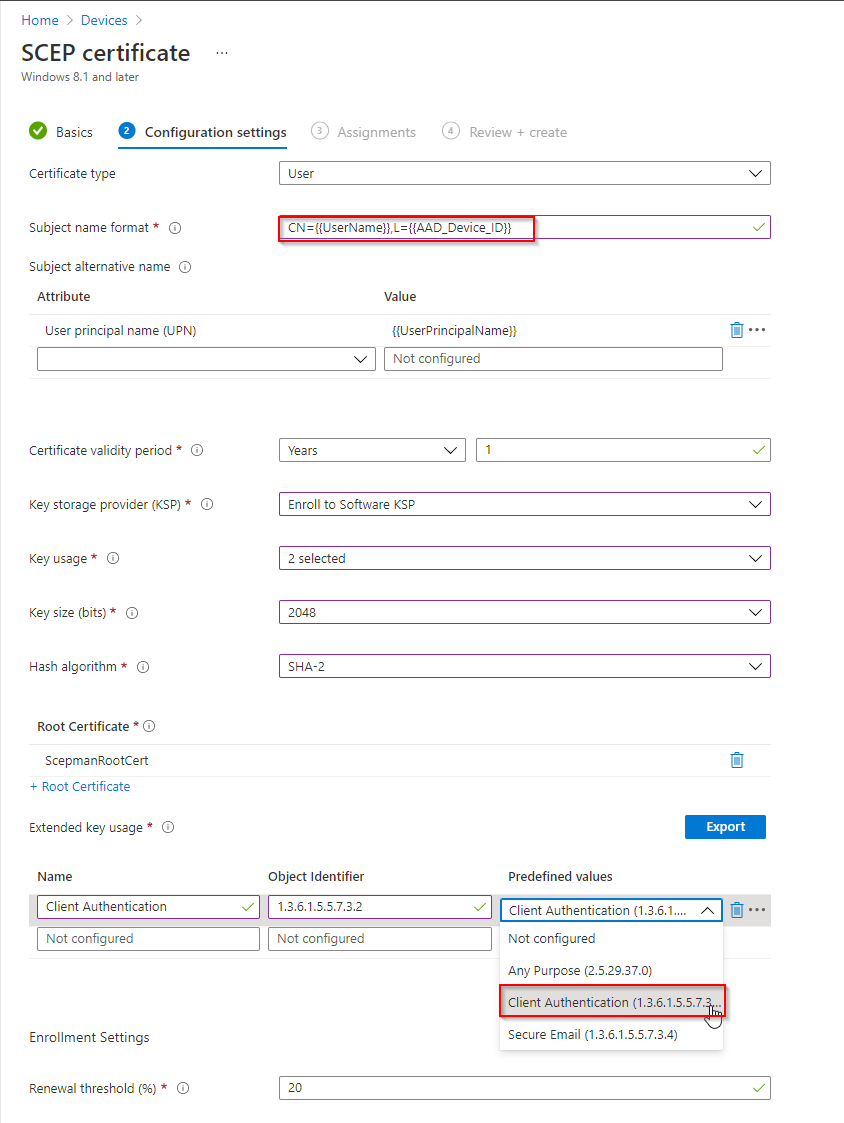 Home > Devices >
SCEP certificate ...
Windows 8.1 and later
Basics 2 Configuration settings 3 Assignments 4 Review + create
Certificate type User
Subject name format * CN={{UserName}},L={{AAD_Device_ID}}
Subject alternative name
Attribute Value
User principal name (UPN) {{UserPrincipalName}}
Not configured
Certificate validity period * Years 1
Key storage provider (KSP) * Enroll to Software KSP
Key usage * 2 selected
Key size (bits) * 2048
Hash algorithm * SHA-2
Root Certificate *
ScepmanRootCert
+ Root Certificate
Extended key usage * Export
Name Object Identifier Predefined values
Client Authentication 1.3.6.1.5.5.7.3.2 Client Authentication (1.3.6.1....
Not configured Not configured Not configured
Any Purpose (2.5.29.37.0)
Client Authentication (1.3.6.1.5.5.7.3...
Secure Email (1.3.6.1.5.5.7.3.4)
Enrollment Settings
Renewal threshold (%) * 20